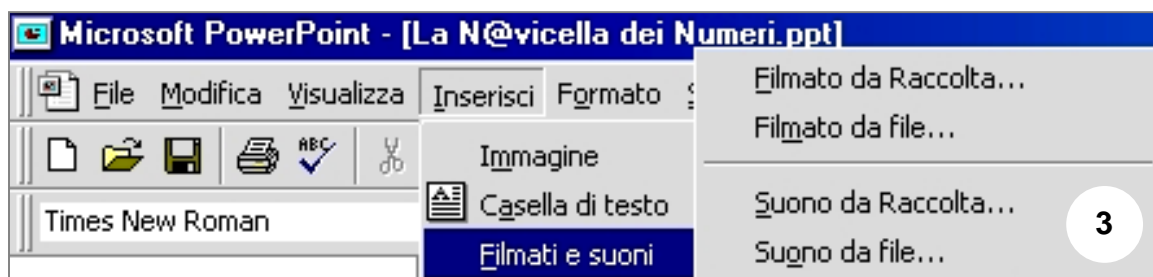 Microsoft PowerPoint - [La N@vicella dei Numeri.ppt]
File Modifica Visualizza Inserisci Formato
Filmato da Raccolta...
Filmato da file...
ABC
Immagine
Casella di testo
Suono da Raccolta...
3
Times New Roman
Filmati e suoni
Suono da file...